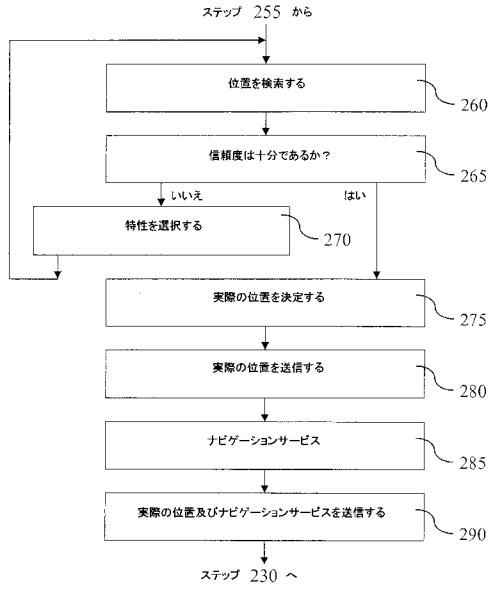 ステップ 255 から
位置を検索する
260
信頼度は十分であるか?
265
いいえ
はい
特性を選択する
270
実際の位置を決定する
275
実際の位置を送信する
280
ナビゲーションサービス
285
実際の位置及びナビゲーションサービスを送信する
290
ステップ 230 へ